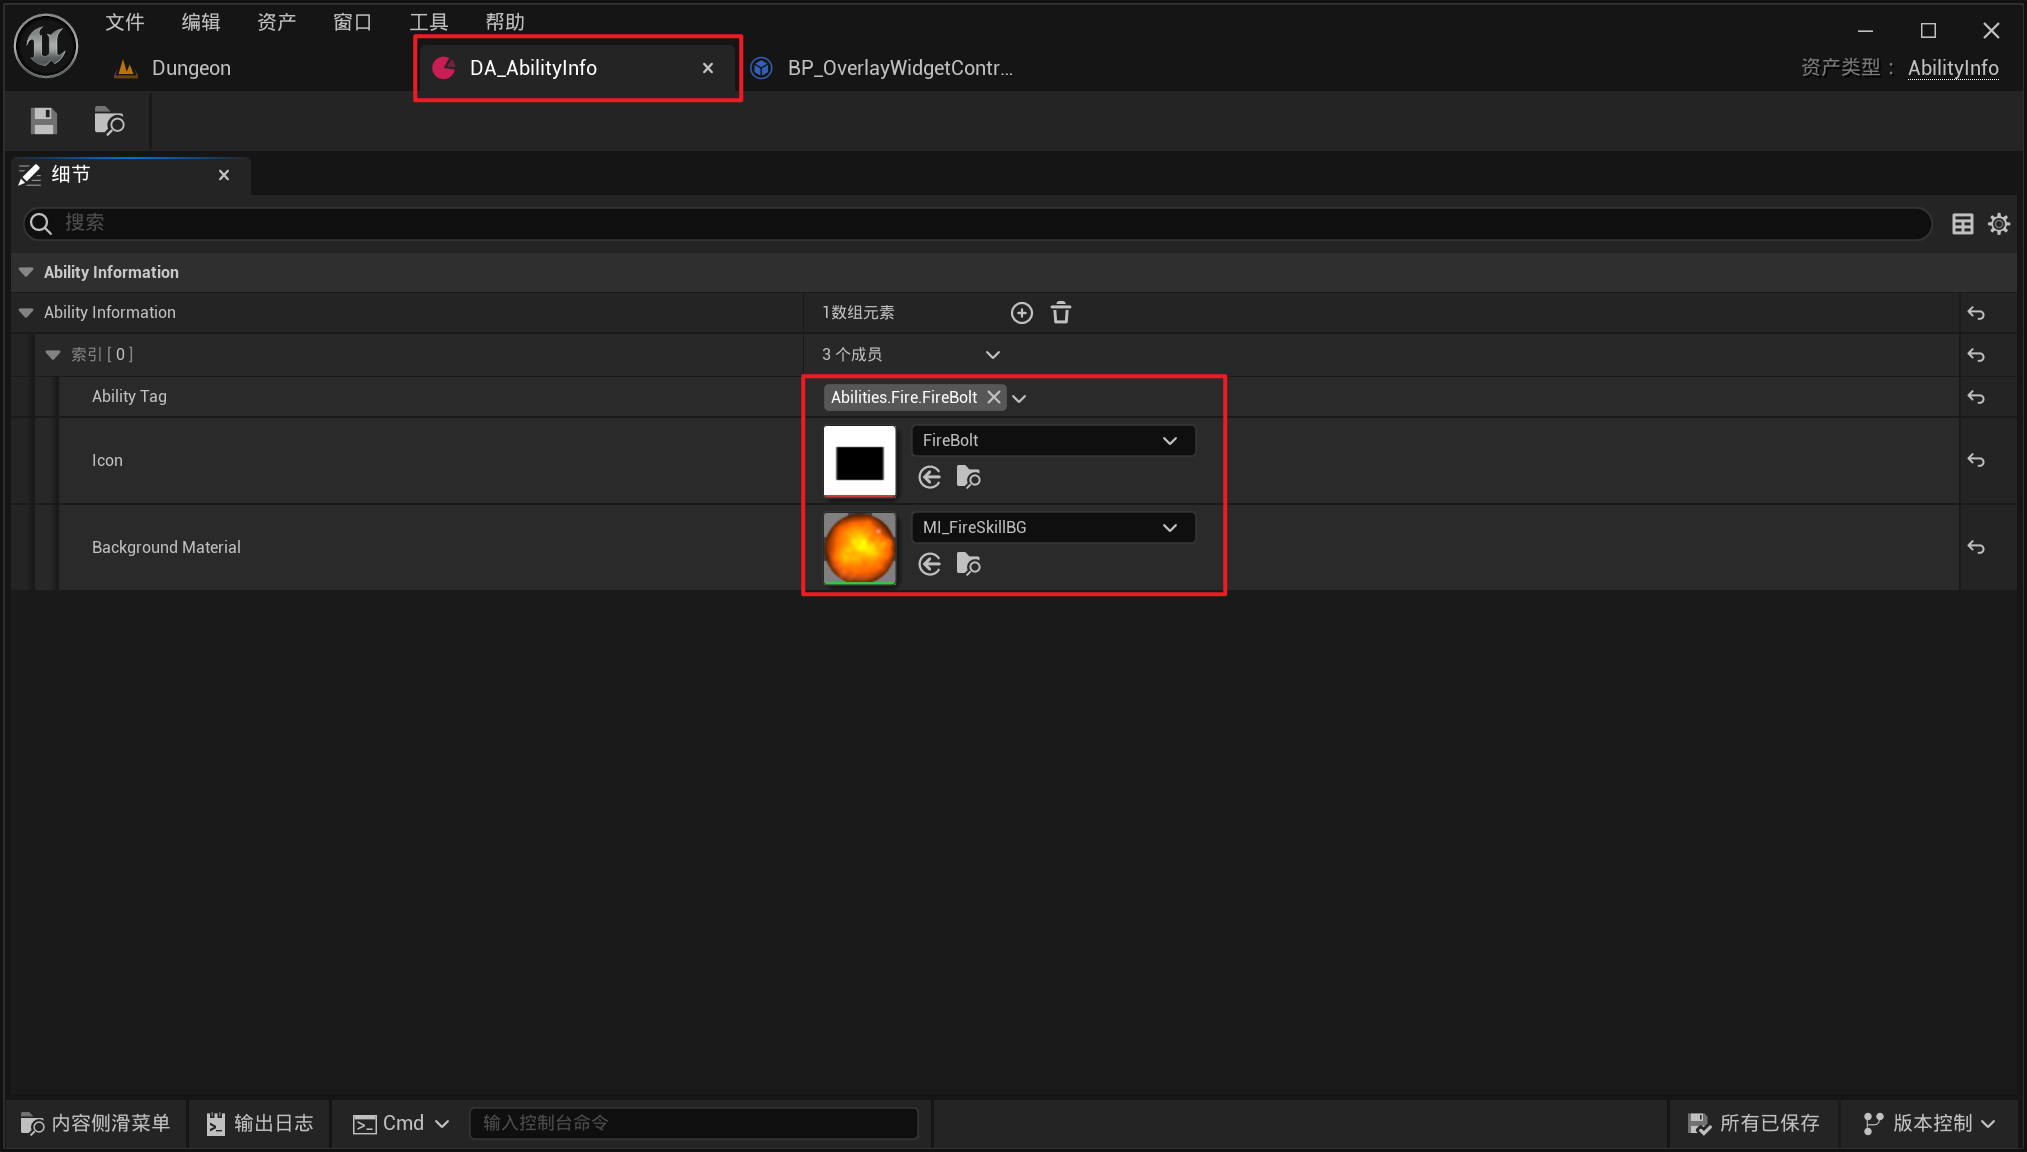 文件 编辑 资产 窗口 工具 帮助
Dungeon DA_AbilityInfo BP_OverlayWidgetContr... 资产类型： AbilityInfo
细节
搜索
Ability Information
Ability Information 1数组元素
索引 [ 0 ] 3 个成员
Ability Tag Abilities.Fire.FireBolt
Icon FireBolt
Background Material MI_FireSkillBG
内容侧滑菜单 输出日志 Cmd 输入控制台命令 所有已保存 版本控制